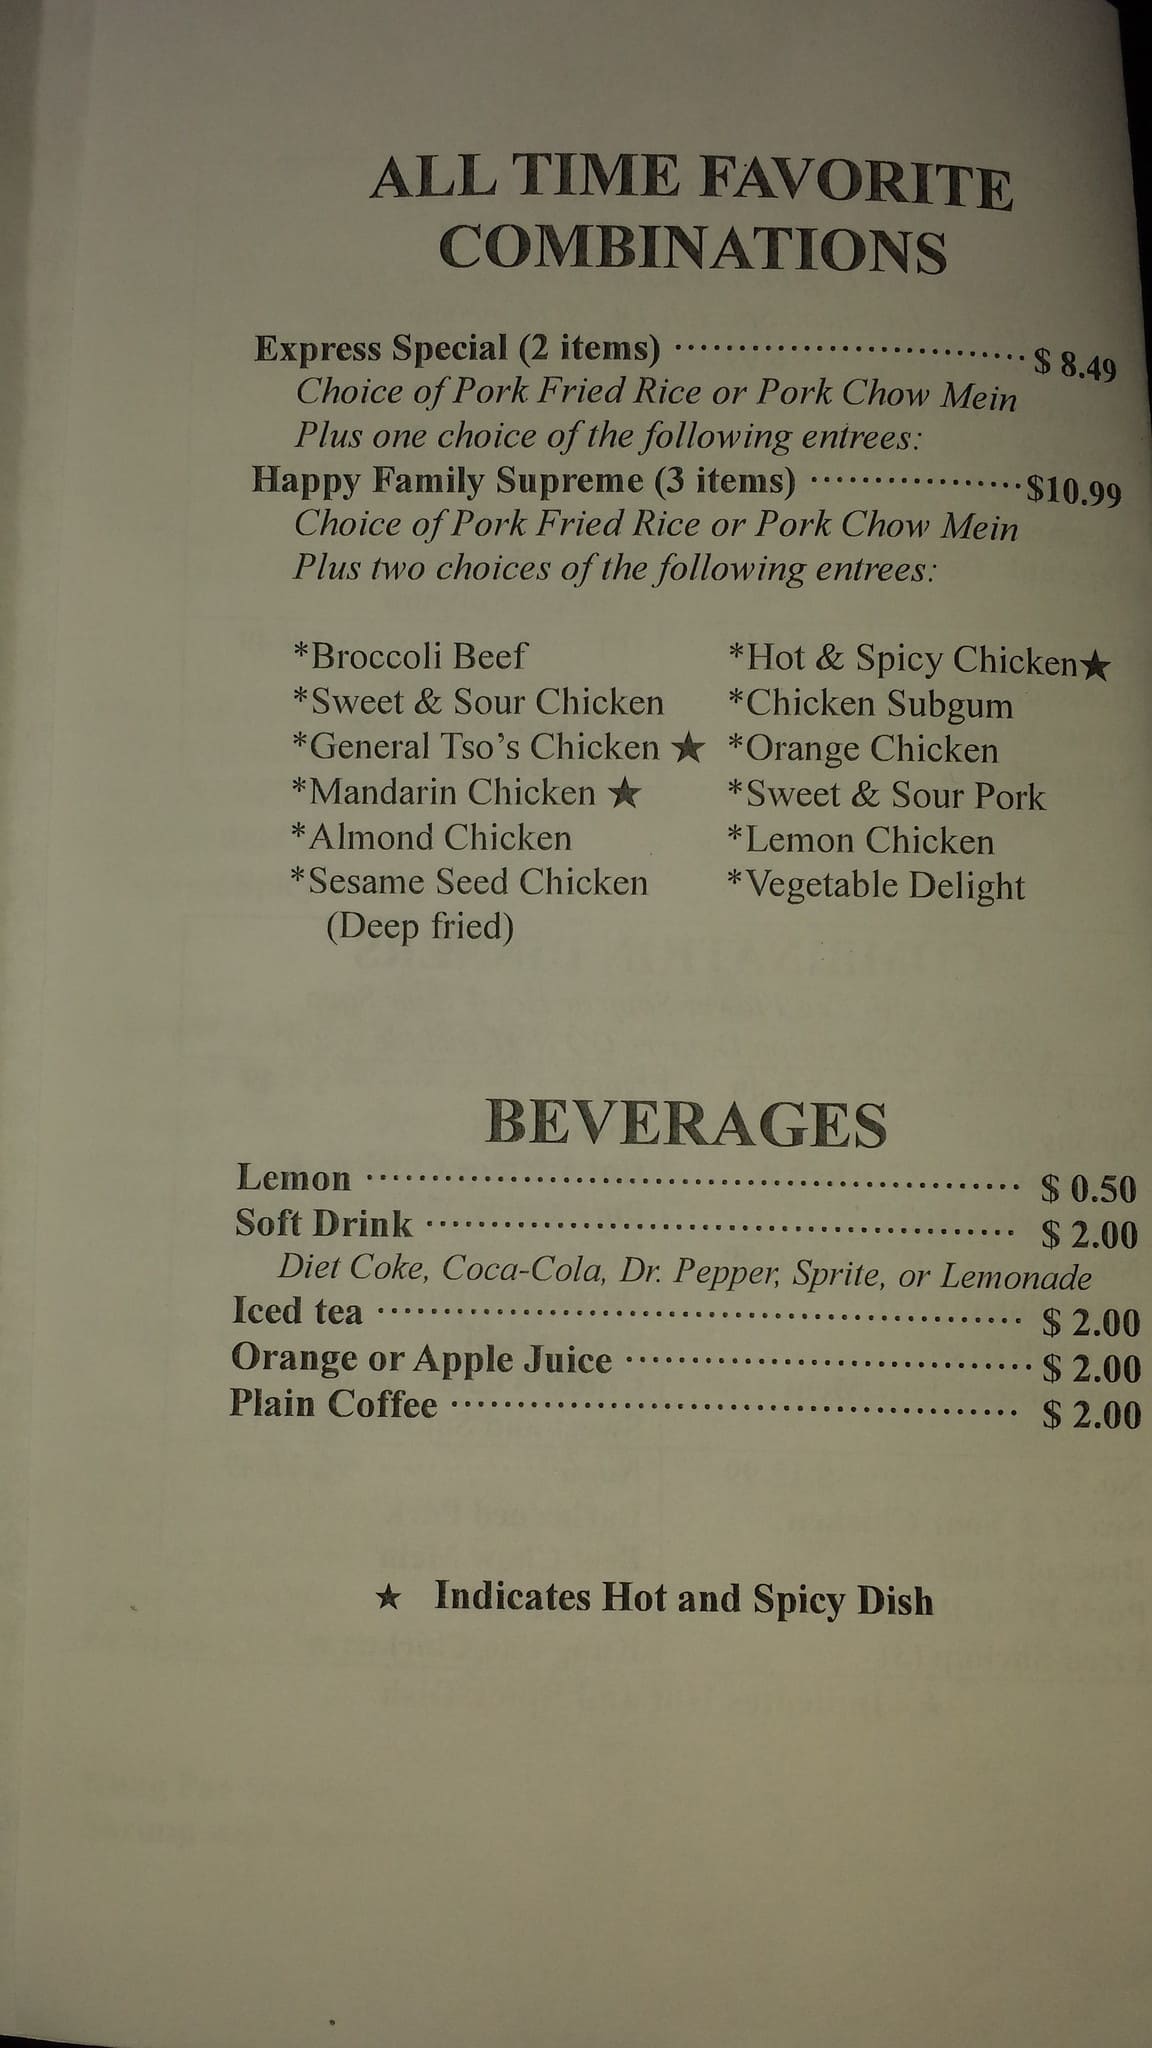 ALL TIME FAVORITE
COMBINATIONS
Express Special (2 items) ............................ $ 8.49
Choice of Pork Fried Rice or Pork Chow Mein
Plus one choice of the following entrees:
Happy Family Supreme (3 items) .................$10.99
Choice of Pork Fried Rice or Pork Chow Mein
Plus two choices of the following entrees:
*Broccoli Beef
*Sweet & Sour Chicken
*General Tso's Chicken ★
*Mandarin Chicken ★
*Almond Chicken
*Sesame Seed Chicken
(Deep fried)
*Hot & Spicy Chicken★
*Chicken Subgum
*Orange Chicken
*Sweet & Sour Pork
*Lemon Chicken
*Vegetable Delight
BEVERAGES
Lemon .................................................. $ 0.50
Soft Drink .............................................. $ 2.00
Diet Coke, Coca-Cola, Dr. Pepper, Sprite, or Lemonade
Iced tea .................................................. $ 2.00
Orange or Apple Juice ................................ $ 2.00
Plain Coffee ............................................ $ 2.00
★ Indicates Hot and Spicy Dish